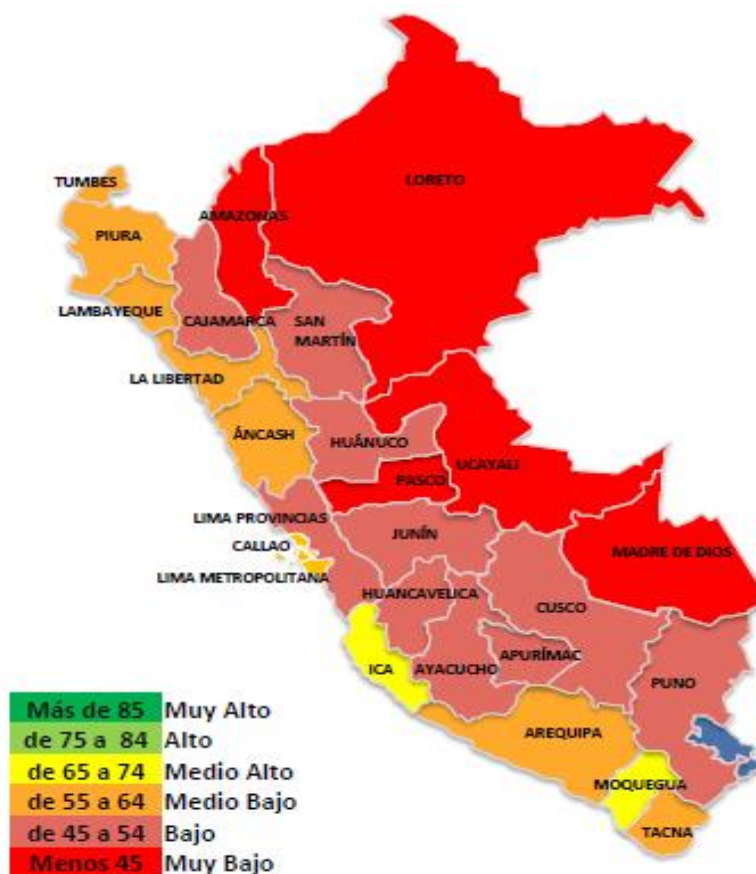 LORETO
TUMBES
AMAZONAS
PIURA
LAMBAYEQUE
CAJAMARCA
SAN
MARTÍN
LA LIBERTAD
ÁNCASH
HUÁNUCO
UCAYALI
PASCO
LIMA PROVINCIAS
JUNÍN
CALLAO
MADRE DE DIOS
LIMA METROPOLITANA
HUANCAVELICA
CUSCO
ICA
AYACUCHO
APURÍMAC
PUNO
AREQUIPA
MOQUEGUA
TACNA
Más de 85 Muy Alto
de 75 a 84 Alto
de 65 a 74 Medio Alto
de 55 a 64 Medio Bajo
de 45 a 54 Bajo
Menos 45 Muy Bajo